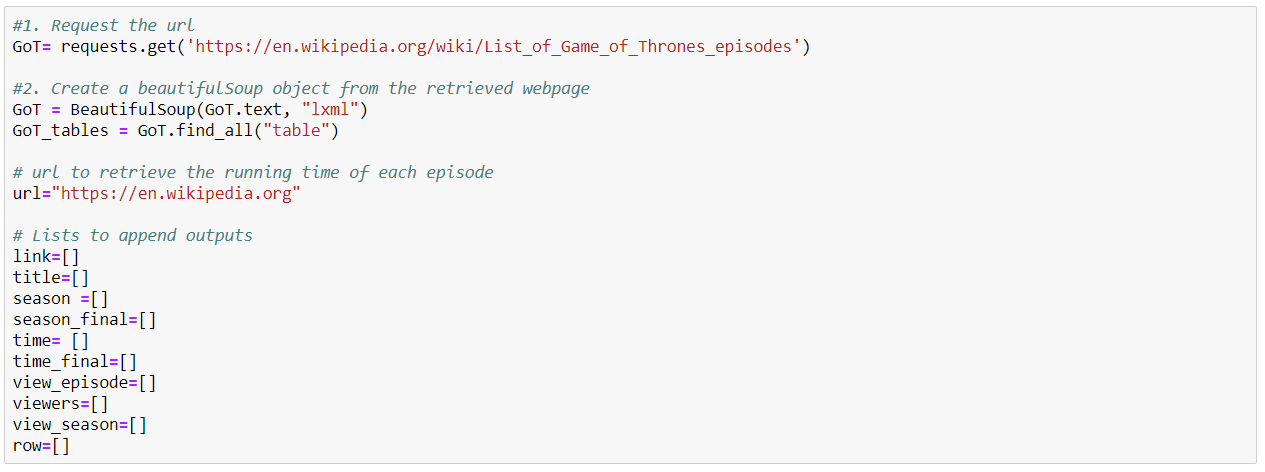 #1. Request the url
GoT= requests.get('https://en.wikipedia.org/wiki/List_of_Game_of_Thrones_episodes')
#2. Create a beautifulSoup object from the retrieved webpage
GoT = BeautifulSoup(GoT.text, "lxml")
GoT_tables = GoT.find_all("table")
# url to retrieve the running time of each episode
url="https://en.wikipedia.org"
# Lists to append outputs
link=[]
title=[]
season =[]
season_final=[]
time= []
time_final=[]
view_episode=[]
viewers=[]
view_season=[]
row=[]